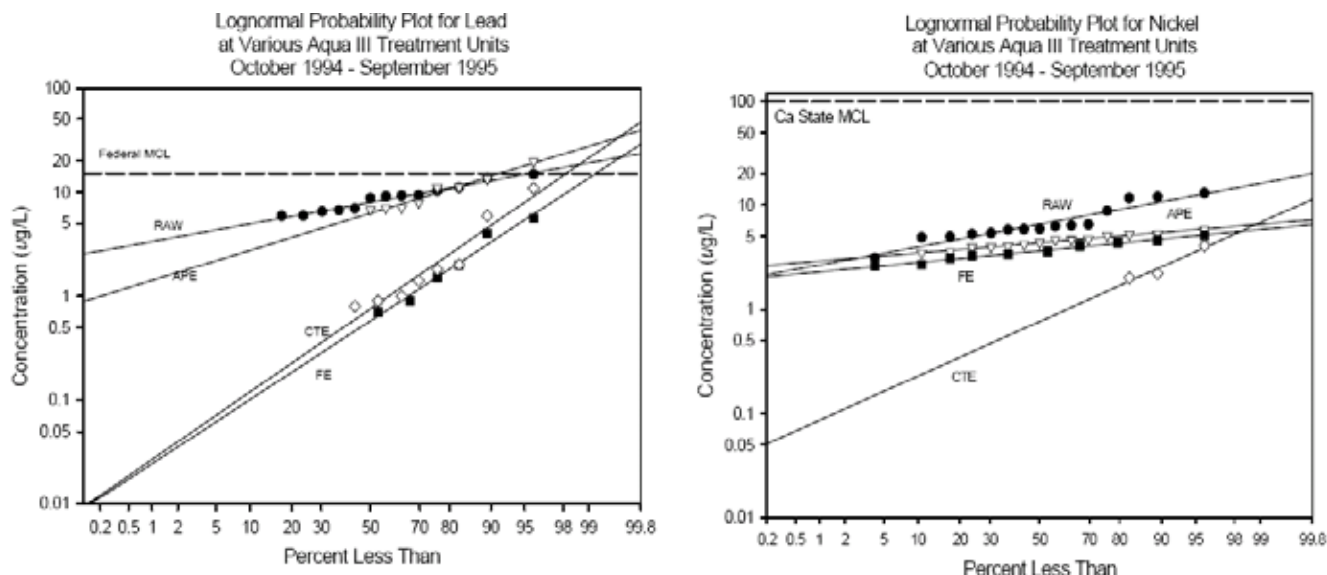 Lognormal Probability Plot for Lead
at Various Aqua III Treatment Units
October 1994 - September 1995
100
50
20
10
5
1
0.5
0.1
0.05
0.01
Concentration (ug/L)
Federal MCL
RAW
APE
CTE
FE
0.2 0.5 1 2 5 10 20 30 50 70 80 90 95 98 99 99.8
Percent Less Than
Lognormal Probability Plot for Nickel
at Various Aqua III Treatment Units
October 1994 - September 1995
100
50
20
10
5
1
0.5
0.1
0.05
0.01
Concentration (ug/L)
Ca State MCL
RAW
APE
FE
CTE
0.2 0.5 1 2 5 10 20 30 50 70 80 90 95 98 99 99.8
Percent Less Than